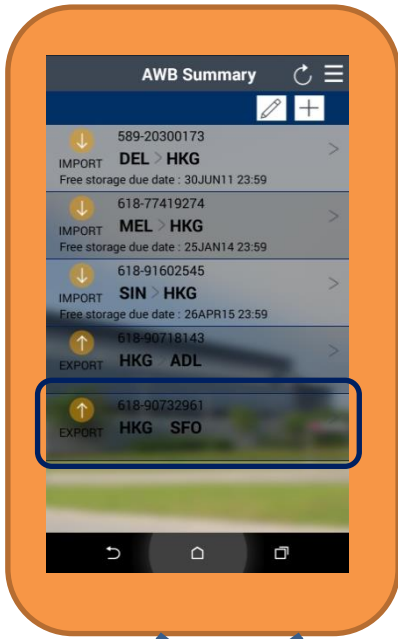 AWB Summary
589-20300173
IMPORT DEL > HKG >
Free storage due date : 30JUN11 23:59
618-77419274
IMPORT MEL > HKG >
Free storage due date : 25JAN14 23:59
618-91602545
IMPORT SIN > HKG >
Free storage due date : 26APR15 23:59
618-90718143
EXPORT HKG ADL >
618-90732961
EXPORT HKG SFO